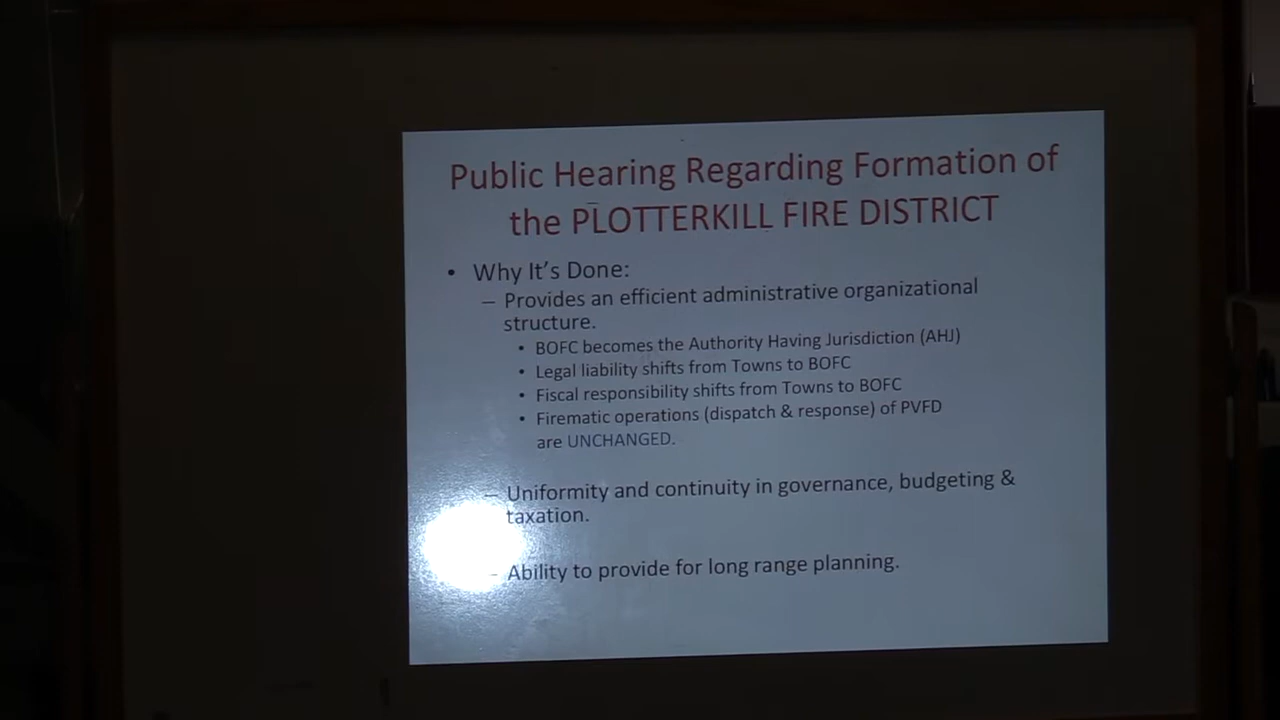 Public Hearing Regarding Formation of
the PLOTTERKILL FIRE DISTRICT
• Why It's Done:
– Provides an efficient administrative organizational
structure.
• BOFC becomes the Authority Having Jurisdiction (AHJ)
• Legal liability shifts from Towns to BOFC
• Fiscal responsibility shifts from Towns to BOFC
• Firematic operations (dispatch & response) of PVFD
are UNCHANGED.
– Uniformity and continuity in governance, budgeting &
taxation.
– Ability to provide for long range planning.